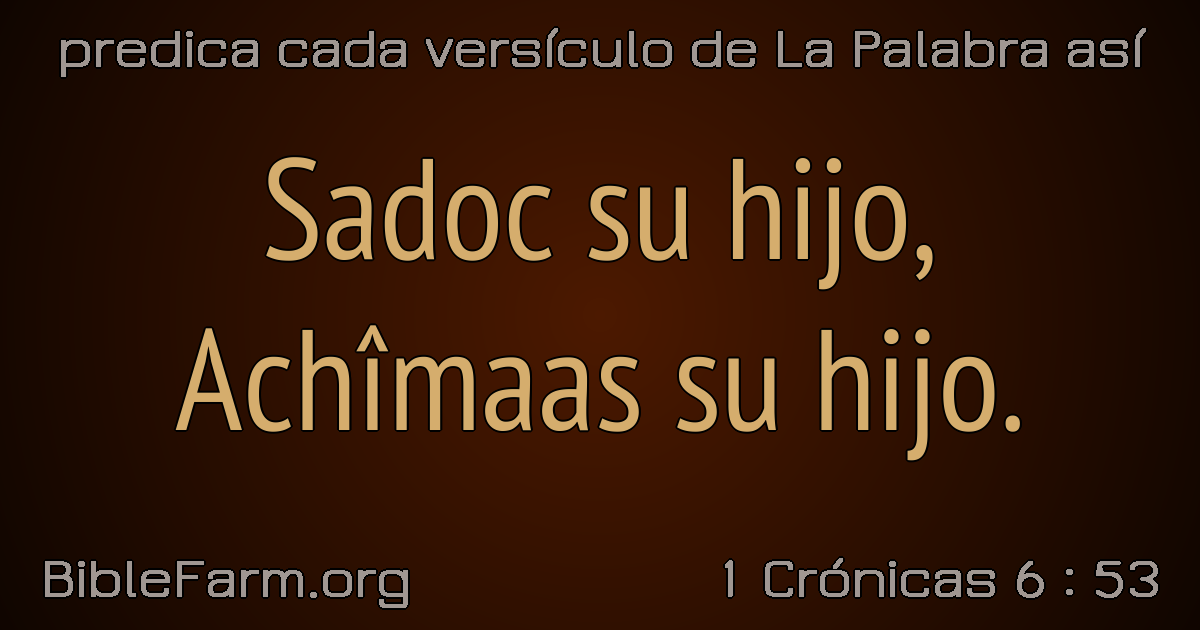 predica cada versículo de La Palabra así
Sadoc su hijo,
Achîmaas su hijo.
BibleFarm.org
1 Crónicas 6 : 53